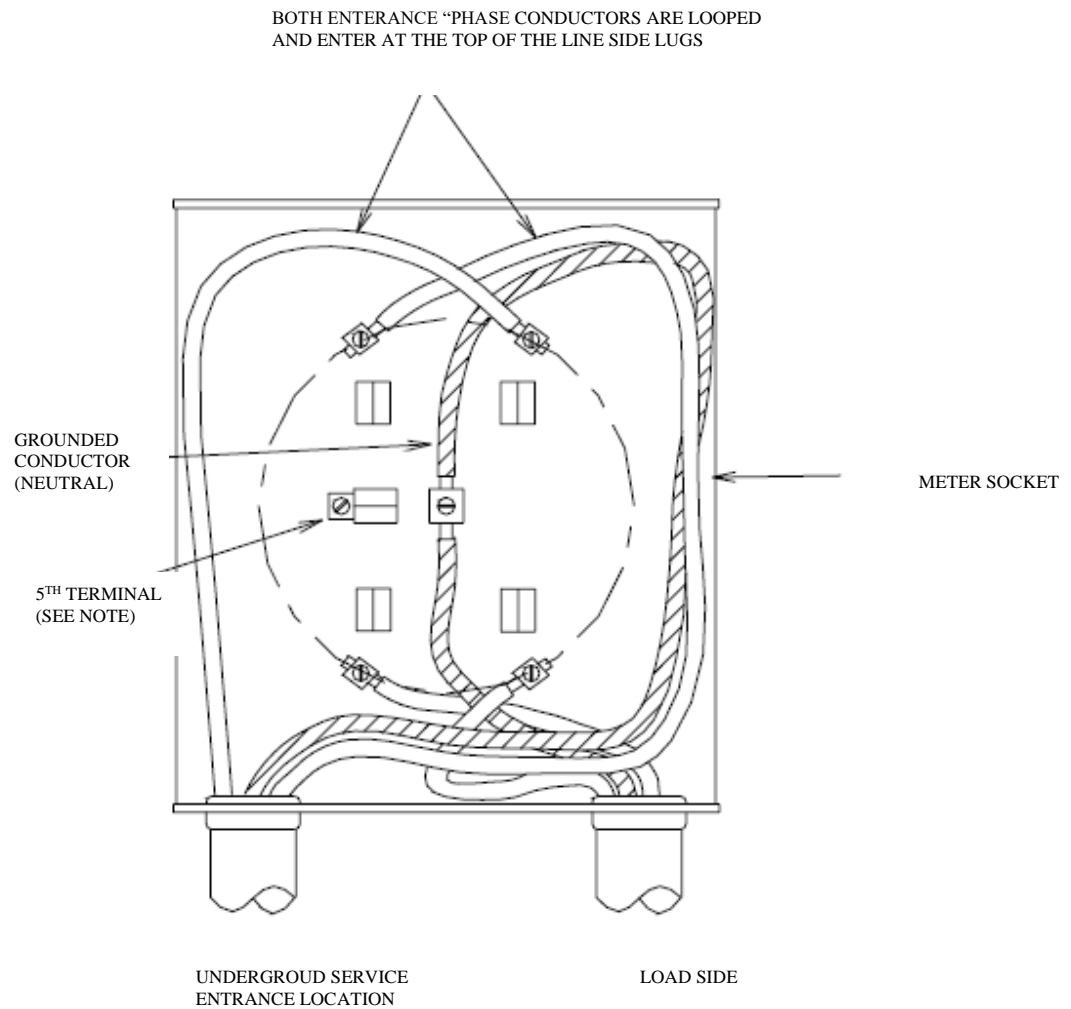 BOTH ENTERANCE “PHASE CONDUCTORS ARE LOOPED
AND ENTER AT THE TOP OF THE LINE SIDE LUGS
GROUNDED
CONDUCTOR
(NEUTRAL)
METER SOCKET
5TH TERMINAL
(SEE NOTE)
UNDERGROUD SERVICE
ENTRANCE LOCATION
LOAD SIDE